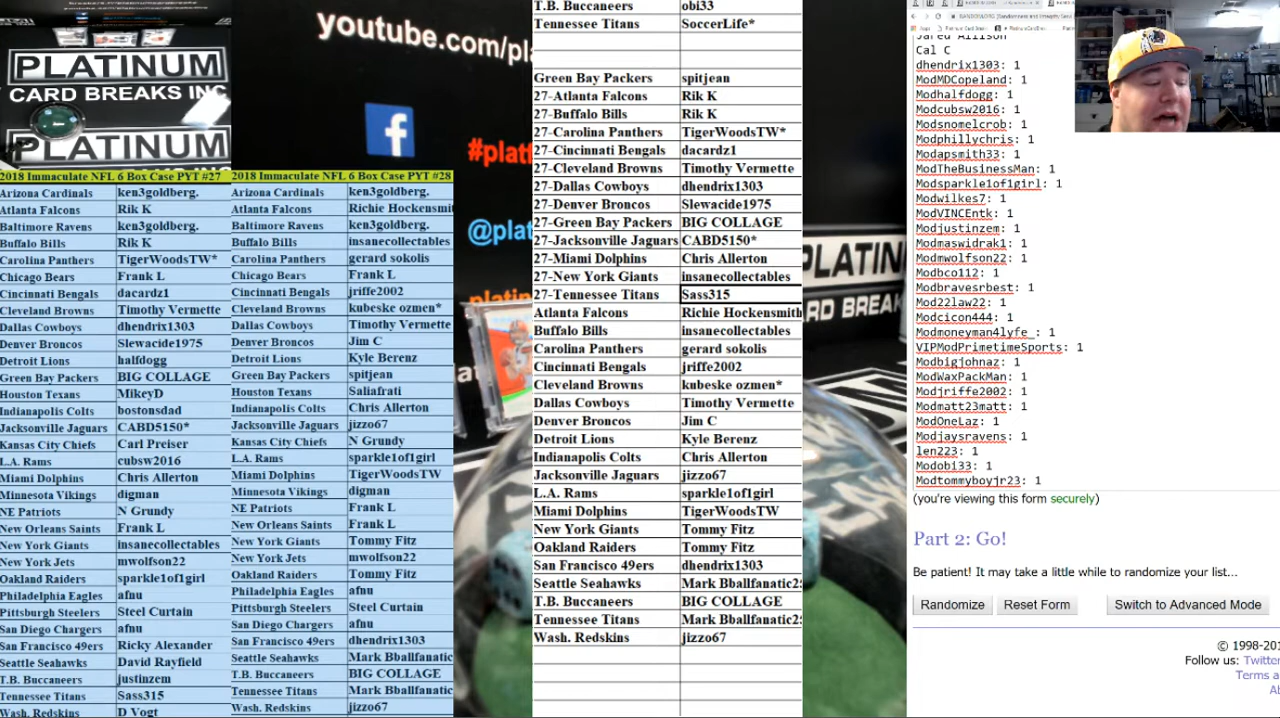 PLATINUM
CARD BREAKS INC
PLATINUM
youtube.com/pl
#plat
@plat
platin
PLATINUM
CARD BREAK
2018 Immaculate NFL 6 Box Case PYT #27
Arizona Cardinals ken3goldberg.
Atlanta Falcons Rik K
Baltimore Ravens ken3goldberg.
Buffalo Bills Rik K
Carolina Panthers TigerWoodsTW*
Chicago Bears Frank L
Cincinnati Bengals dacardz1
Cleveland Browns Timothy Vermette
Dallas Cowboys dhendrix1303
Denver Broncos Slewacide1975
Detroit Lions halfdogg
Green Bay Packers BIG COLLAGE
Houston Texans MikeyD
Indianapolis Colts bostonsdad
Jacksonville Jaguars CABD5150*
Kansas City Chiefs Carl Preiser
L.A. Rams cubsw2016
Miami Dolphins Chris Allerton
Minnesota Vikings digman
NE Patriots N Grundy
New Orleans Saints Frank L
New York Giants insanecollectables
New York Jets mwolfson22
Oakland Raiders sparkle1of1girl
Philadelphia Eagles afnu
Pittsburgh Steelers Steel Curtain
San Diego Chargers afnu
San Francisco 49ers Ricky Alexander
Seattle Seahawks David Rayfield
T.B. Buccaneers justinzem
Tennessee Titans Sass315
Wash. Redskins D Vogt
2018 Immaculate NFL 6 Box Case PYT #28
Arizona Cardinals ken3goldberg.
Atlanta Falcons Richie Hockensmit
Baltimore Ravens ken3goldberg.
Buffalo Bills insanecollectables
Carolina Panthers gerard sokolis
Chicago Bears Frank L
Cincinnati Bengals jriffe2002
Cleveland Browns kubeske ozmen*
Dallas Cowboys Timothy Vermette
Denver Broncos Jim C
Detroit Lions Kyle Berenz
Green Bay Packers spitjean
Houston Texans Saliafrati
Indianapolis Colts Chris Allerton
Jacksonville Jaguars jizzo67
Kansas City Chiefs N Grundy
L.A. Rams sparkle1of1girl
Miami Dolphins TigerWoodsTW
Minnesota Vikings digman
NE Patriots Frank L
New Orleans Saints Frank L
New York Giants Tommy Fitz
New York Jets mwolfson22
Oakland Raiders Tommy Fitz
Philadelphia Eagles afnu
Pittsburgh Steelers Steel Curtain
San Diego Chargers afnu
San Francisco 49ers dhendrix1303
Seattle Seahawks Mark Bballfanatic
T.B. Buccaneers BIG COLLAGE
Tennessee Titans Mark Bballfanatic
Wash. Redskins jizzo67
T.B. Buccaneers obi33
Tennessee Titans SoccerLife*
Green Bay Packers spitjean
27-Atlanta Falcons Rik K
27-Buffalo Bills Rik K
27-Carolina Panthers TigerWoodsTW*
27-Cincinnati Bengals dacardz1
27-Cleveland Browns Timothy Vermette
27-Dallas Cowboys dhendrix1303
27-Denver Broncos Slewacide1975
27-Green Bay Packers BIG COLLAGE
27-Jacksonville Jaguars CABD5150*
27-Miami Dolphins Chris Allerton
27-New York Giants insanecollectables
27-Tennessee Titans Sass315
Atlanta Falcons Richie Hockensmith
Buffalo Bills insanecollectables
Carolina Panthers gerard sokolis
Cincinnati Bengals jriffe2002
Cleveland Browns kubeske ozmen*
Dallas Cowboys Timothy Vermette
Denver Broncos Jim C
Detroit Lions Kyle Berenz
Indianapolis Colts Chris Allerton
Jacksonville Jaguars jizzo67
L.A. Rams sparkle1of1girl
Miami Dolphins TigerWoodsTW
New York Giants Tommy Fitz
Oakland Raiders Tommy Fitz
San Francisco 49ers dhendrix1303
Seattle Seahawks Mark Bballfanatic2
T.B. Buccaneers BIG COLLAGE
Tennessee Titans Mark Bballfanatic2
Wash. Redskins jizzo67
Jared Allison
Cal C
dhendrix1303: 1
ModMDCopeland: 1
Modhalfdogg: 1
Modcubsw2016: 1
Modsnomelcrob: 1
Modphillychris: 1
Modapsmith33: 1
ModTheBus1nessMan: 1
Modsparkle1of1girl: 1
Modwilkes7: 1
ModVINCEntk: 1
Modjustinzem: 1
Modmaswidrak1: 1
Modmwolfson22: 1
Modbco112: 1
Modbravesrbest: 1
Mod22law22: 1
Modcicon444: 1
Modmoneyman4lyfe_: 1
VIPModPrimetimeSports: 1
Modbigjohnaz: 1
ModWaxPackMan: 1
Modjriffe2002: 1
Modmatt23matt: 1
ModOneLaz: 1
Modjaysravens: 1
len223: 1
Modobi33: 1
Modtommyboyjr23: 1
(you're viewing this form securely)
Part 2: Go!
Be patient! It may take a little while to randomize your list...
Randomize Reset Form Switch to Advanced Mode
© 1998-201
Follow us: Twitte
Terms a